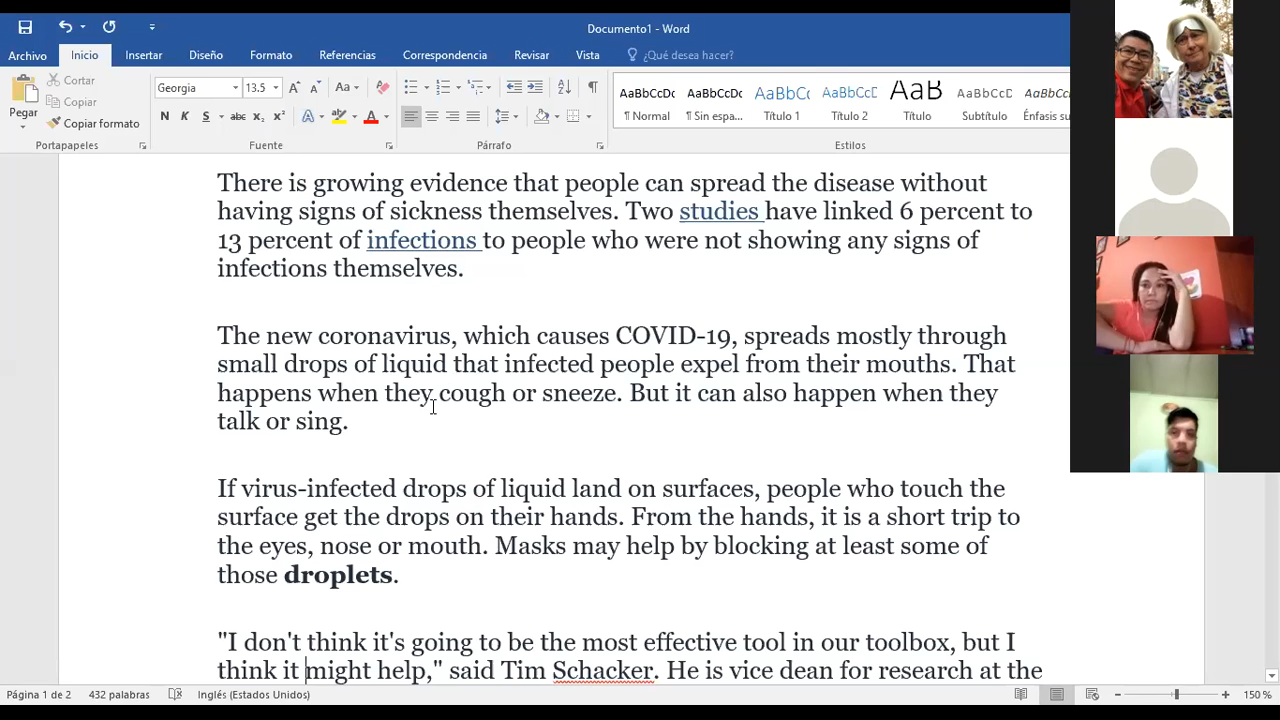 Documento1 - Word
Archivo Inicio Insertar Diseño Formato Referencias Correspondencia Revisar Vista ¿Qué desea hacer?
Pegar
Cortar
Copiar
Copiar formato
Portapapeles
Georgia 13.5 Aa
N K S abc x₂ x² A A
Fuente
Párrafo
AaBbCcDc AaBbCcDc AaBbCc AaBbCcD AaB AaBbCcD AaBbCcD
¶ Normal ¶ Sin espa... Título 1 Título 2 Título Subtítulo Énfasis su
Estilos
There is growing evidence that people can spread the disease without
having signs of sickness themselves. Two studies have linked 6 percent to
13 percent of infections to people who were not showing any signs of
infections themselves.
The new coronavirus, which causes COVID-19, spreads mostly through
small drops of liquid that infected people expel from their mouths. That
happens when they cough or sneeze. But it can also happen when they
talk or sing.
If virus-infected drops of liquid land on surfaces, people who touch the
surface get the drops on their hands. From the hands, it is a short trip to
the eyes, nose or mouth. Masks may help by blocking at least some of
those droplets.
"I don't think it's going to be the most effective tool in our toolbox, but I
think it might help," said Tim Schacker. He is vice dean for research at the
Página 1 de 2 432 palabras Inglés (Estados Unidos) 150 %